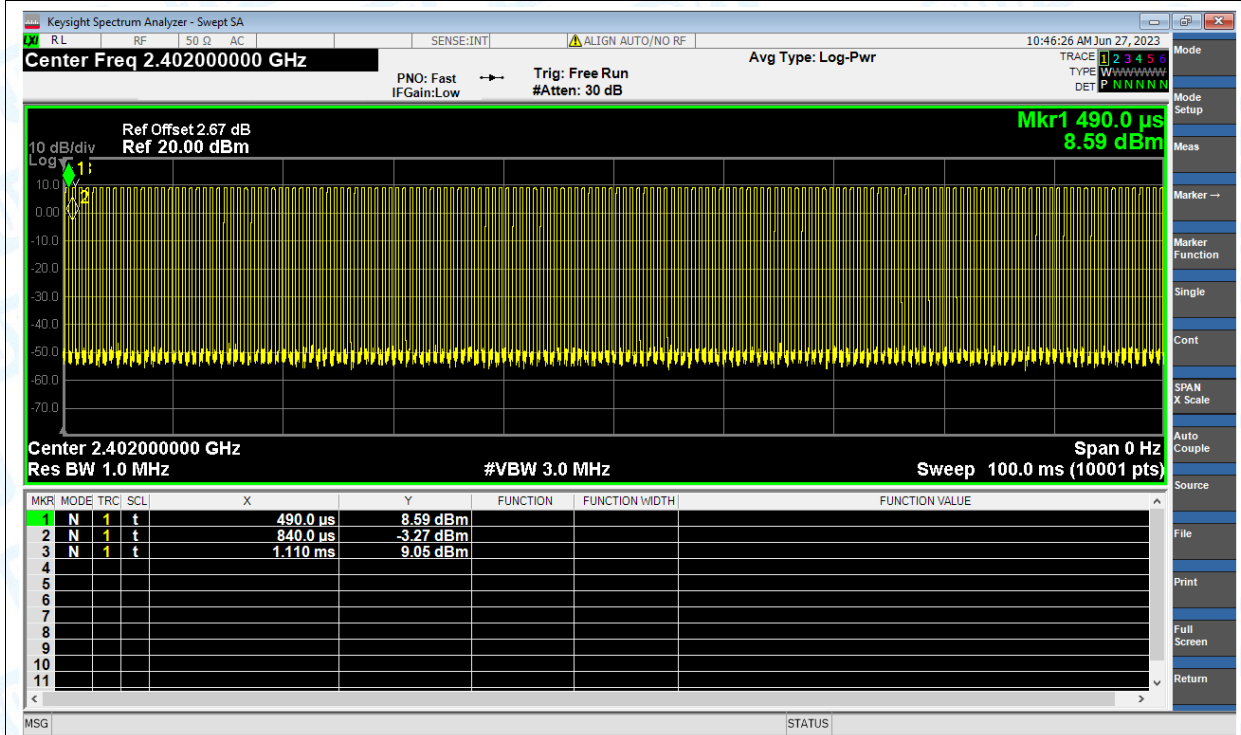 Keysight Spectrum Analyzer - Swept SA
LXI RL RF 50 Ω AC SENSE:INT ALIGN AUTO/NO RF 10:46:26 AM Jun 27, 2023
Center Freq 2.402000000 GHz
PNO: Fast
IFGain:Low
Trig: Free Run
#Atten: 30 dB
Avg Type: Log-Pwr
TRACE 1 2 3 4 5 6
TYPE WWWWWW
DET P N N N N N
Ref Offset 2.67 dB
10 dB/div Ref 20.00 dBm
Log
Mkr1 490.0 µs
8.59 dBm
1
2
10.0
0.00
-10.0
-20.0
-30.0
-40.0
-50.0
-60.0
-70.0
Center 2.402000000 GHz Span 0 Hz
Res BW 1.0 MHz #VBW 3.0 MHz Sweep 100.0 ms (10001 pts)
MKR MODE TRC SCL X Y FUNCTION FUNCTION WIDTH FUNCTION VALUE
1 N 1 t 490.0 µs 8.59 dBm
2 N 1 t 840.0 µs -3.27 dBm
3 N 1 t 1.110 ms 9.05 dBm
4
5
6
7
8
9
10
11
MSG STATUS
Mode
Mode Setup
Meas
Marker →
Marker Function
Single
Cont
SPAN X Scale
Auto Couple
Source
File
Print
Full Screen
Return